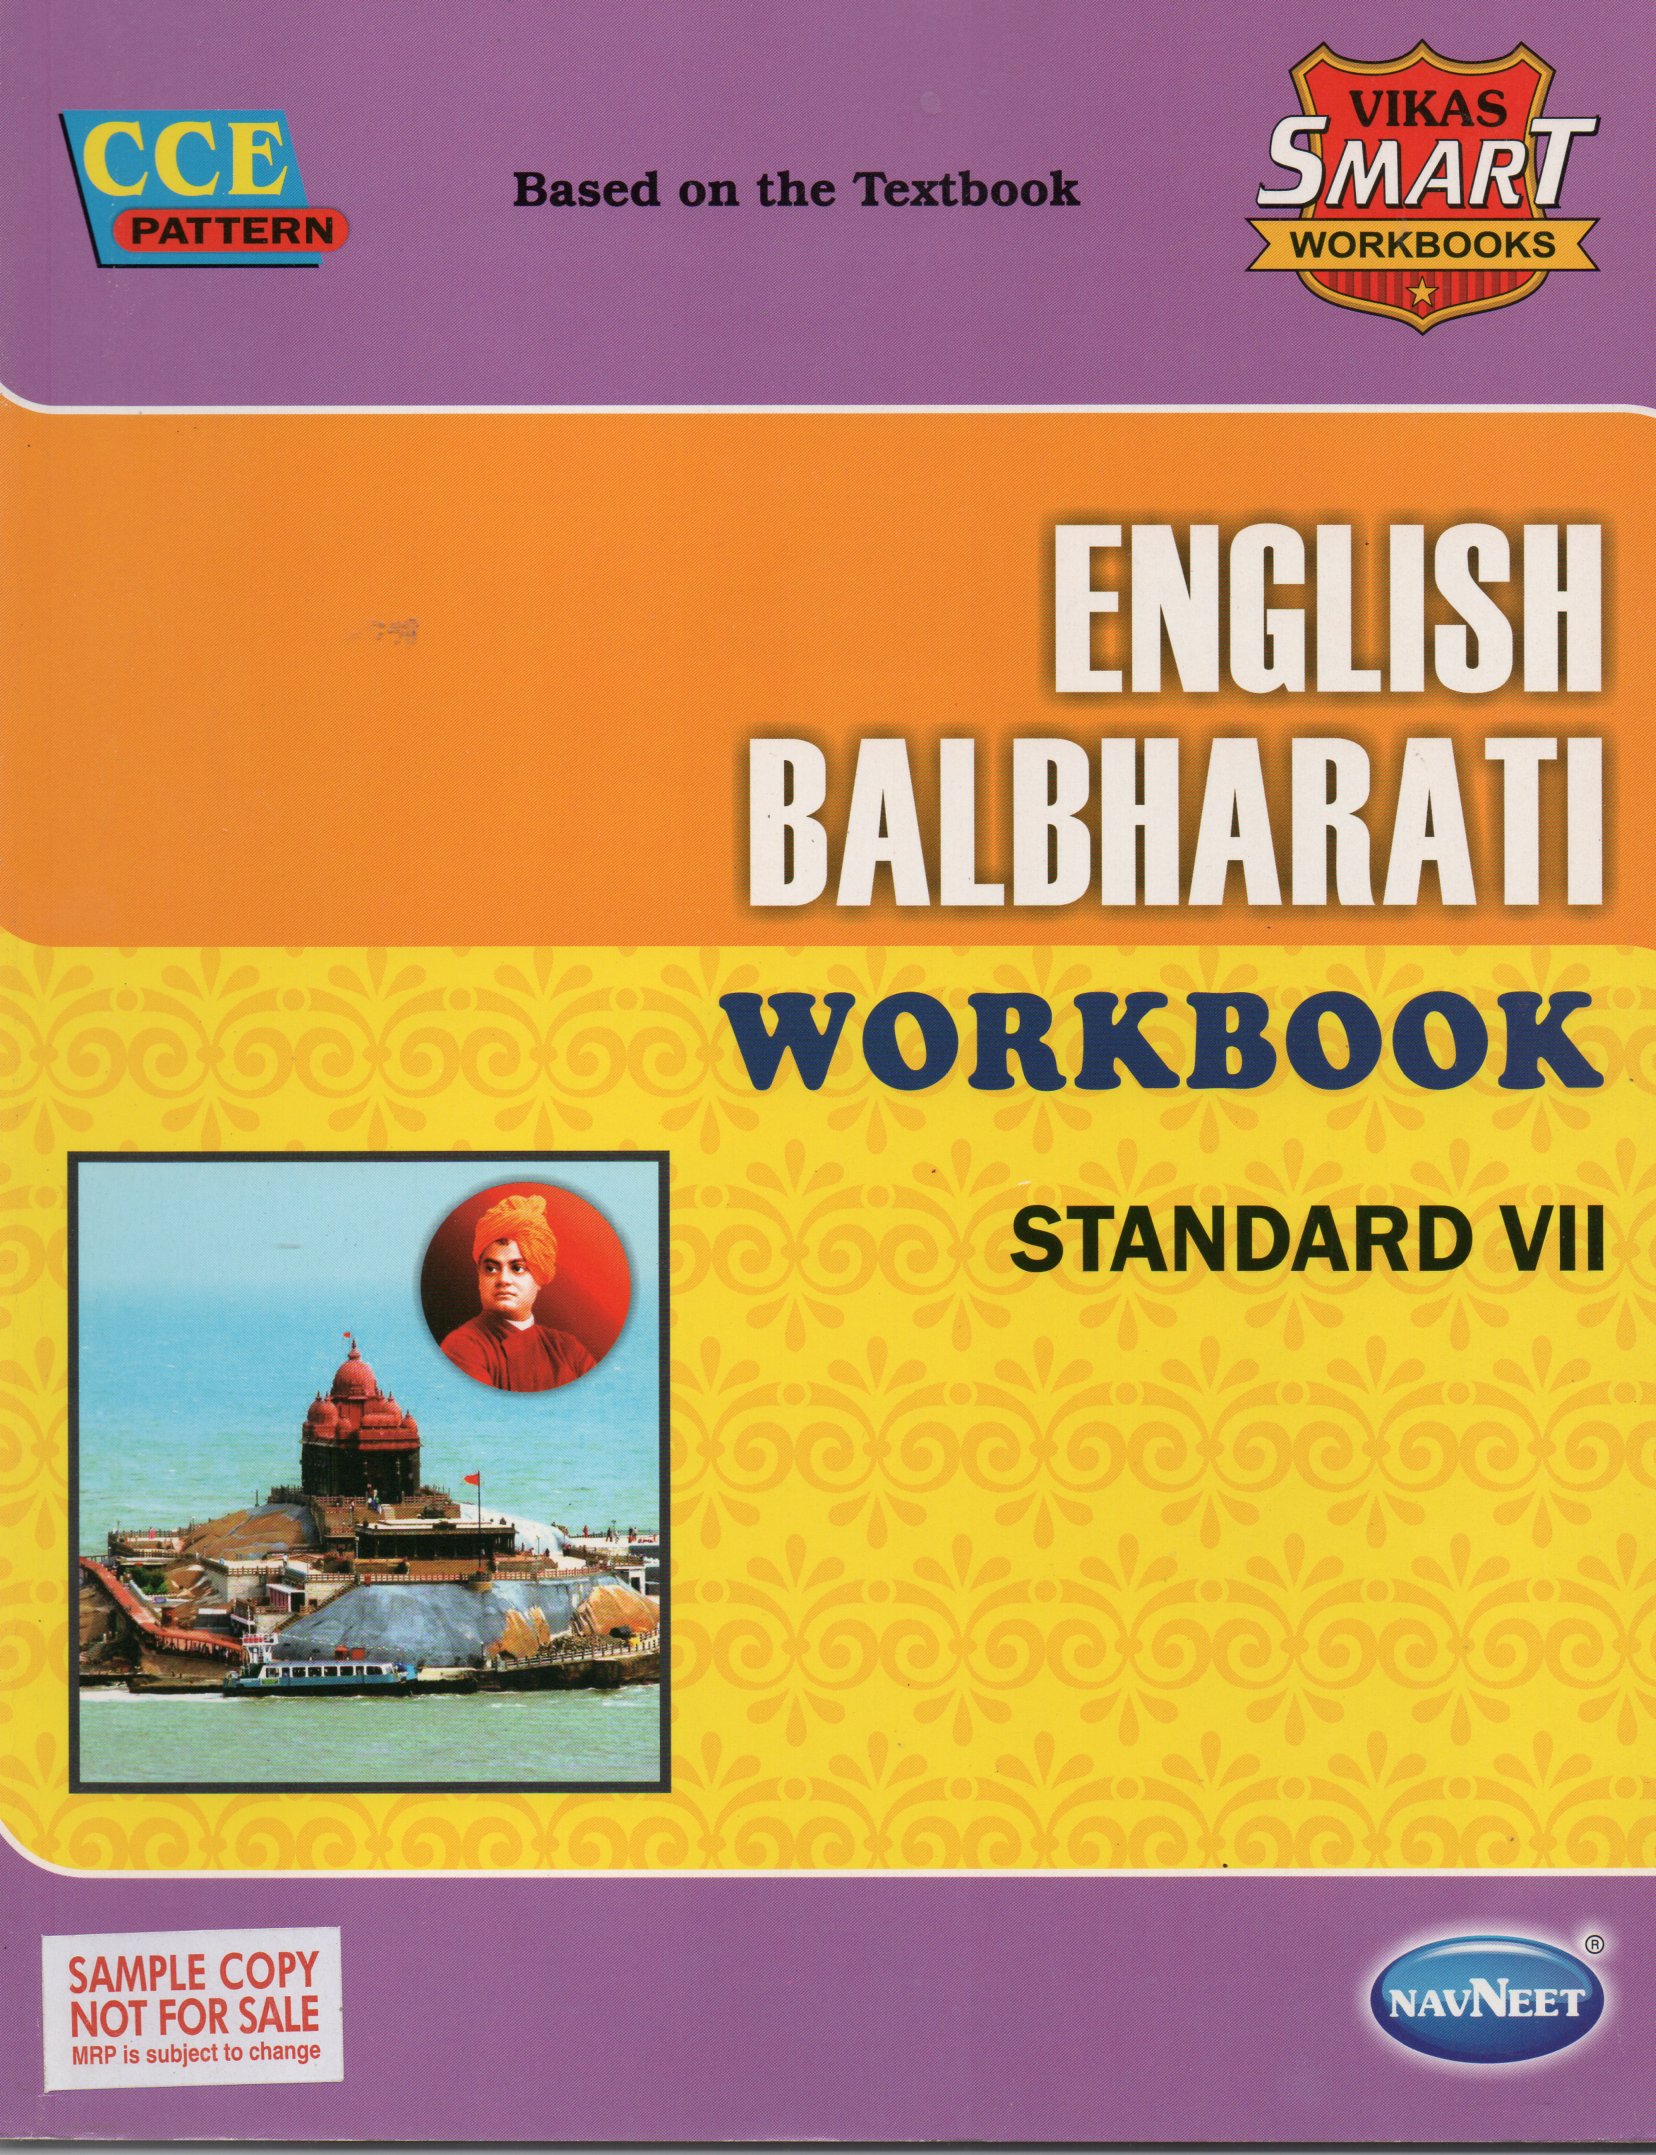 CCE
PATTERN
Based on the Textbook
VIKAS
SMART
WORKBOOKS
ENGLISH
BALBHARATI
WORKBOOK
STANDARD VII
SAMPLE COPY
NOT FOR SALE
MRP is subject to change
NAVNEET ®